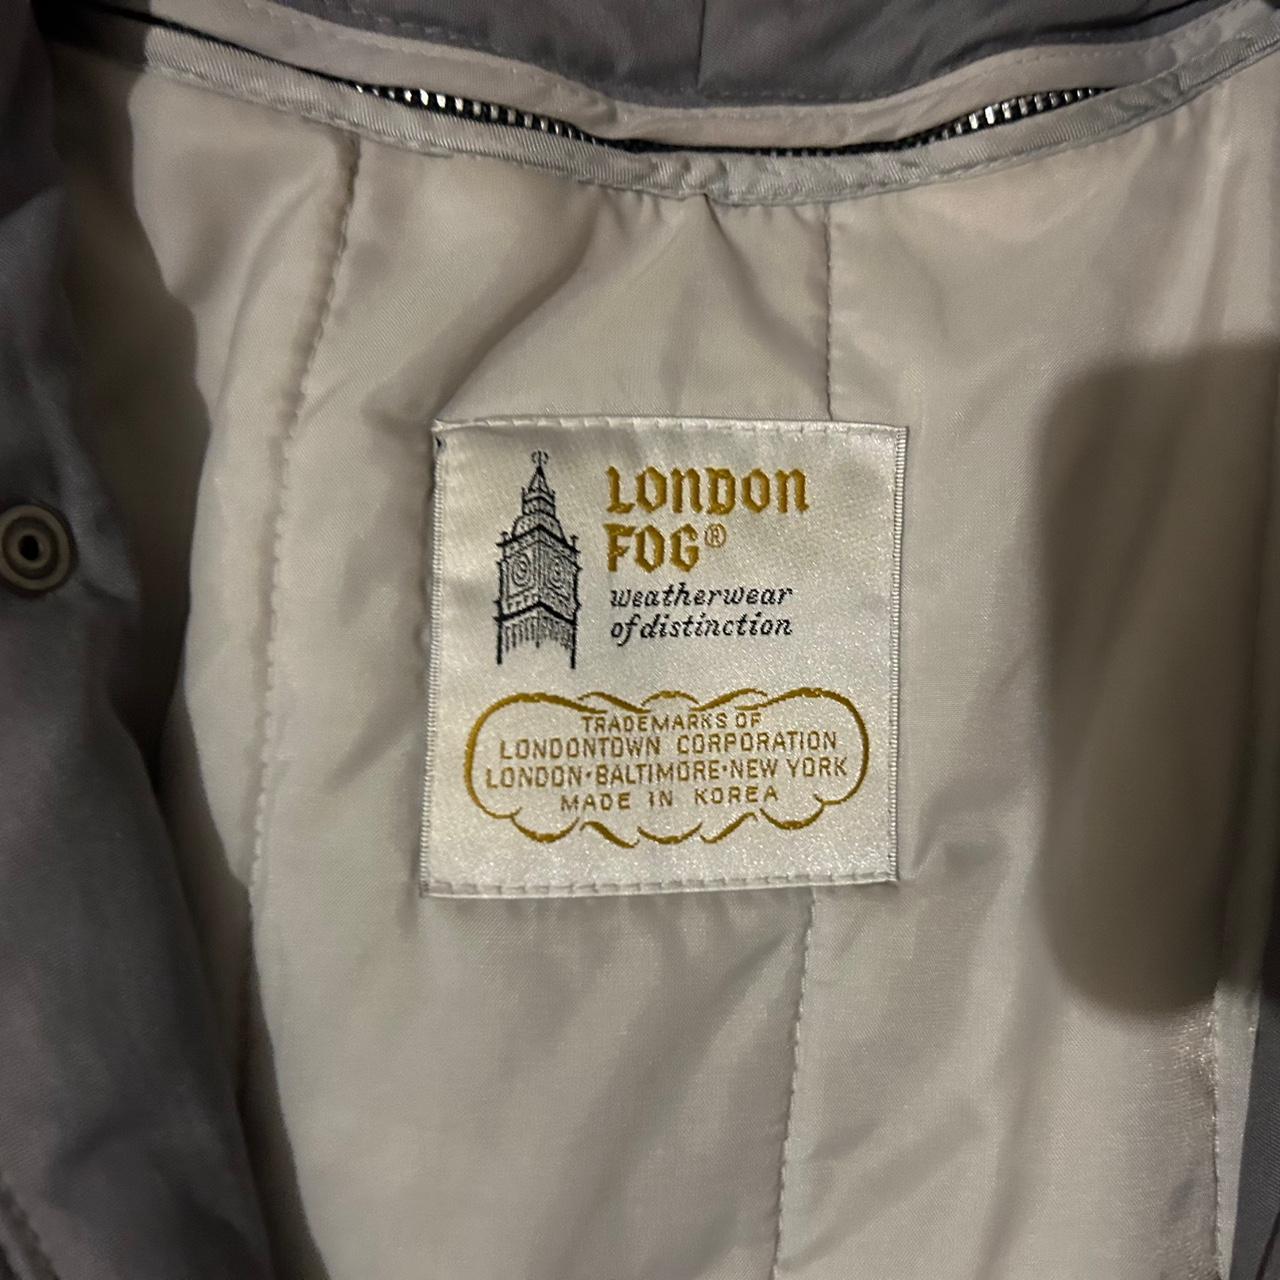 LONDON
FOG®
weatherwear
of distinction
TRADEMARKS OF
LONDONTOWN CORPORATION
LONDON·BALTIMORE·NEW YORK
MADE IN KOREA